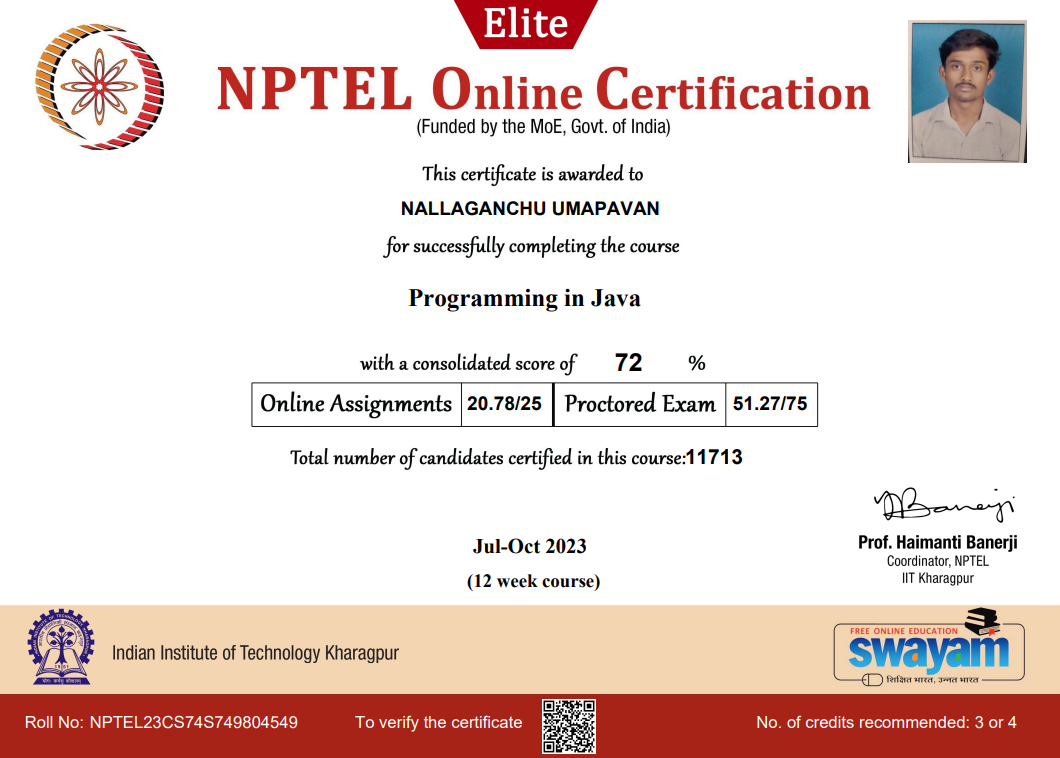 Elite
NPTEL Online Certification
(Funded by the MoE, Govt. of India)
This certificate is awarded to
NALLAGANCHU UMAPAVAN
for successfully completing the course
Programming in Java
with a consolidated score of 72 %
Online Assignments 20.78/25 Proctored Exam 51.27/75
Total number of candidates certified in this course:11713
Jul-Oct 2023
(12 week course)
Prof. Haimanti Banerji
Coordinator, NPTEL
IIT Kharagpur
Indian Institute of Technology Kharagpur
FREE ONLINE EDUCATION
swayam
शिक्षित भारत, उन्नत भारत
Roll No: NPTEL23CS74S749804549 To verify the certificate No. of credits recommended: 3 or 4